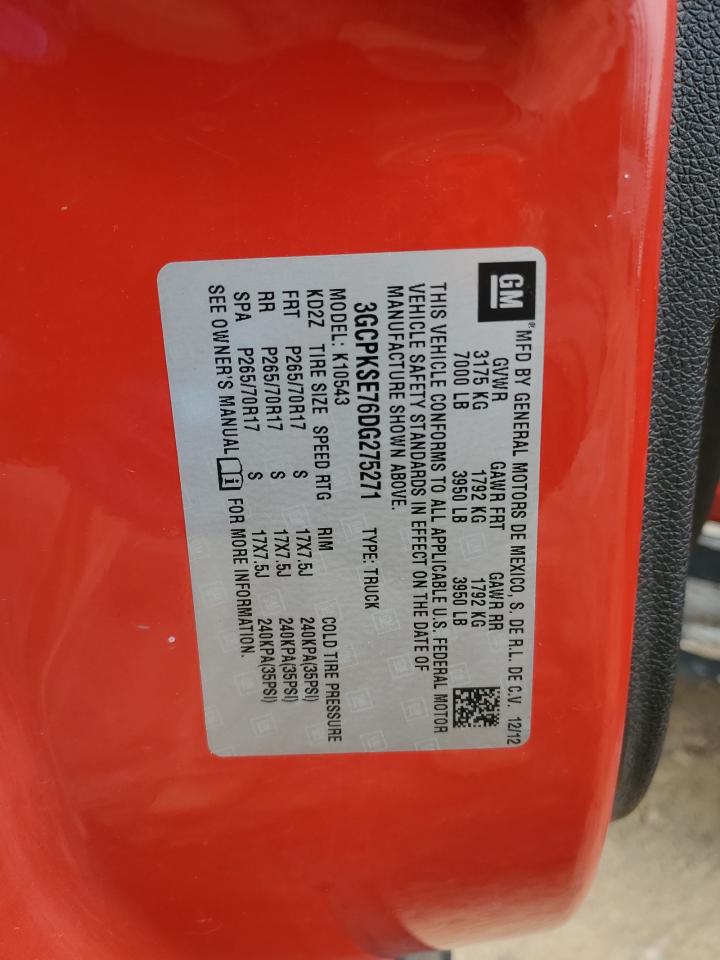 GM
®MFD BY GENERAL MOTORS DE MEXICO, S. DE R.L. DE C.V. 12/12
GVWR GAWR FRT GAWR RR
3175 KG 1792 KG 1792 KG
7000 LB 3950 LB 3950 LB
THIS VEHICLE CONFORMS TO ALL APPLICABLE U.S. FEDERAL MOTOR
VEHICLE SAFETY STANDARDS IN EFFECT ON THE DATE OF
MANUFACTURE SHOWN ABOVE.
3GCPKSE76DG275271 TYPE: TRUCK
MODEL: K10543
KD2Z TIRE SIZE SPEED RTG RIM COLD TIRE PRESSURE
FRT P265/70R17 S 17X7.5J 240KPA(35PSI)
RR P265/70R17 S 17X7.5J 240KPA(35PSI)
SPA P265/70R17 S 17X7.5J 240KPA(35PSI)
SEE OWNER'S MANUAL i FOR MORE INFORMATION.